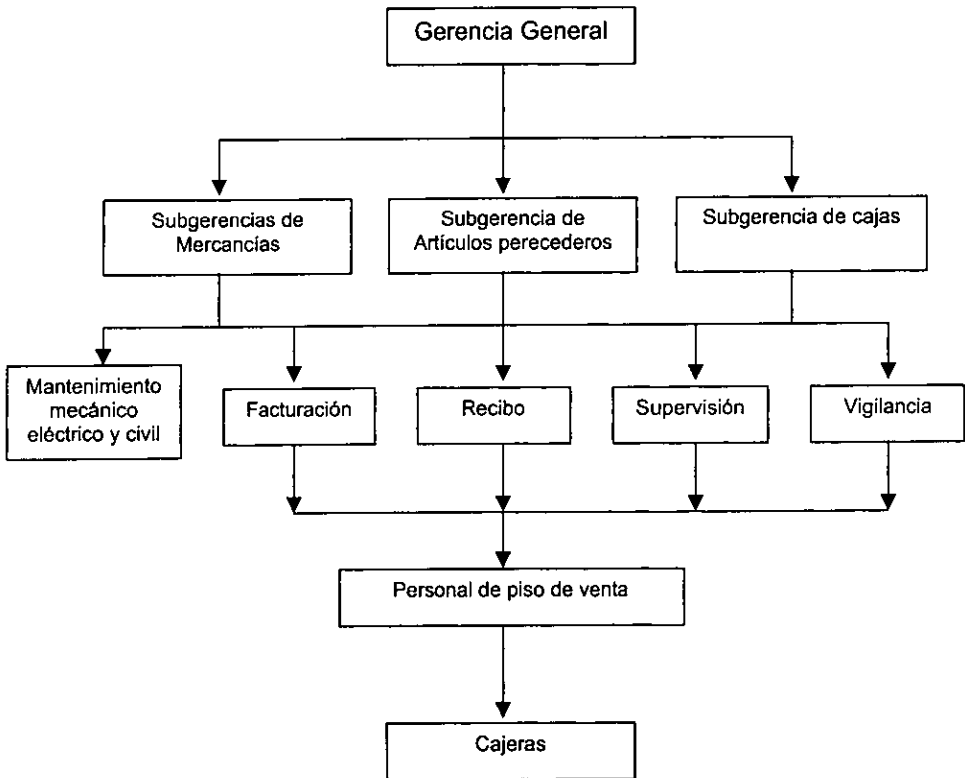 Gerencia General
Subgerencias de
Mercancías
Subgerencia de
Artículos perecederos
Subgerencia de cajas
Mantenimiento
mecánico
eléctrico y civil
Facturación
Recibo
Supervisión
Vigilancia
Personal de piso de venta
Cajeras